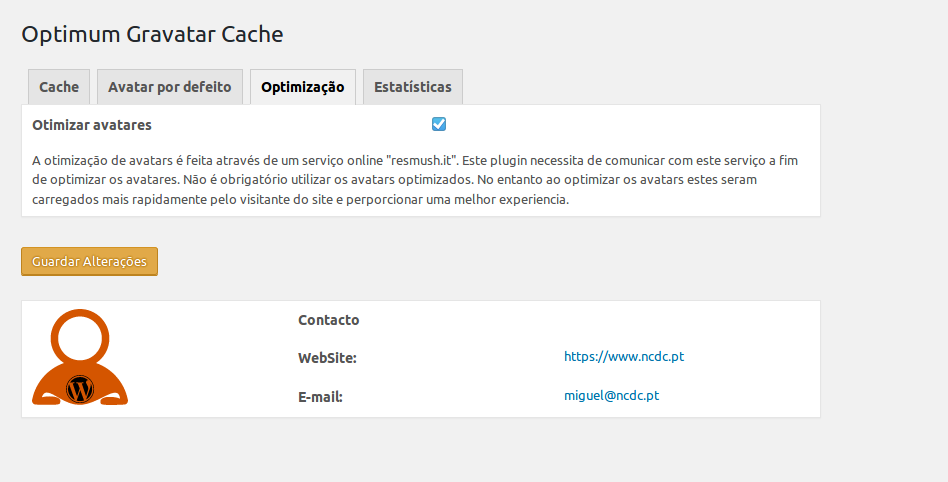 Optimum Gravatar Cache
Cache Avatar por defeito Optimização Estatísticas
Otimizar avatares
A otimização de avatars é feita através de um serviço online "resmush.it". Este plugin necessita de comunicar com este serviço a fim
de optimizar os avatares. Não é obrigatório utilizar os avatars optimizados. No entanto ao optimizar os avatars estes seram
carregados mais rapidamente pelo visitante do site e perporcionar uma melhor experiencia.
Guardar Alterações
Contacto
WebSite: https://www.ncdc.pt
E-mail: miguel@ncdc.pt